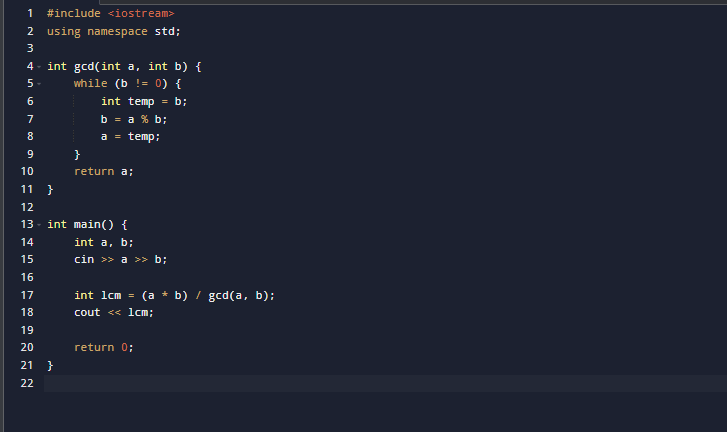 1 #include <iostream>
2 using namespace std;
3
4 int gcd(int a, int b) {
5     while (b != 0) {
6         int temp = b;
7         b = a % b;
8         a = temp;
9     }
10     return a;
11 }
12
13 int main() {
14     int a, b;
15     cin >> a >> b;
16
17     int lcm = (a * b) / gcd(a, b);
18     cout << lcm;
19
20     return 0;
21 }
22